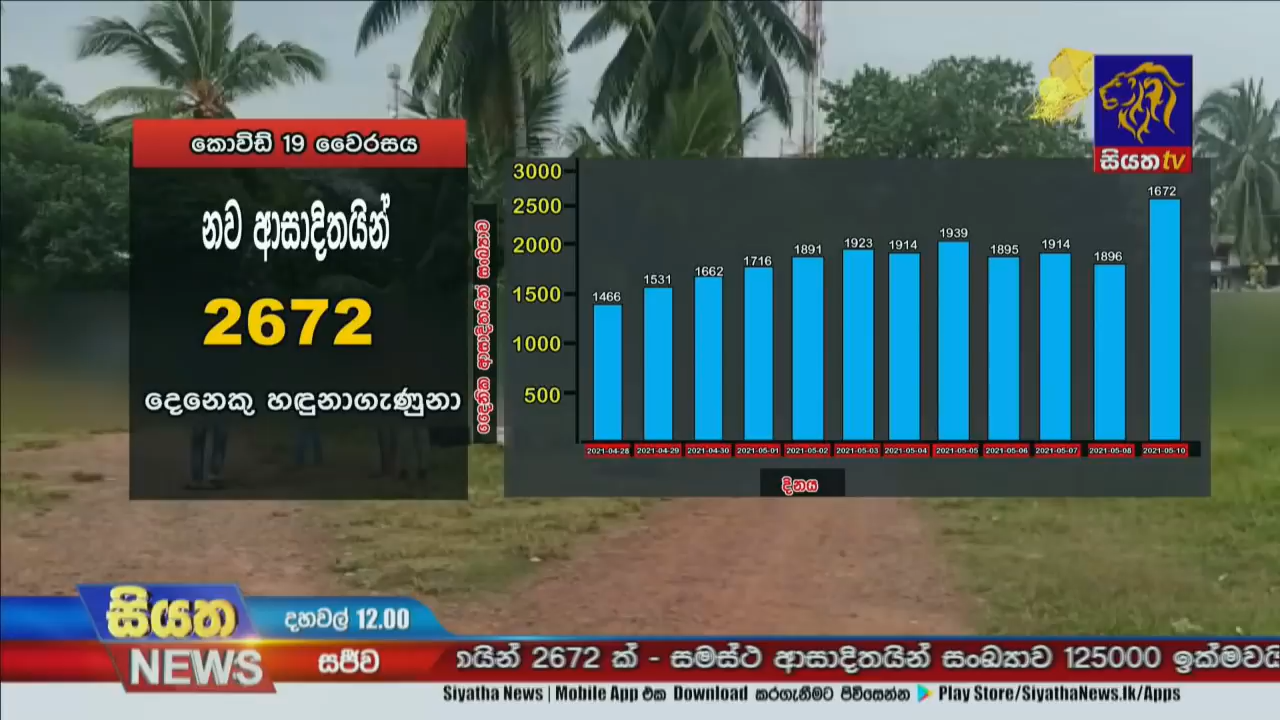 සියත tv
කොවිඩ් 19 වෛරසය
නව ආසාදිතයින්
2672
දෙනෙකු හඳුනාගැණුනා
දෛනික ආසාදිතයින් සංඛ්‍යාව
3000
2500
2000
1500
1000
500
1466 1531 1662 1716 1891 1923 1914 1939 1895 1914 1896 1672
2021-04-28 2021-04-29 2021-04-30 2021-05-01 2021-05-02 2021-05-03 2021-05-04 2021-05-05 2021-05-06 2021-05-07 2021-05-08 2021-05-10
දිනය
සියත දහවල් 12.00
NEWS සජීව
තයින් 2672 ක් - සමස්ථ ආසාදිතයින් සංඛ්‍යාව 125000 ඉක්මවයි
Siyatha News | Mobile App එක Download කරගැනීමට පිවිසෙන්න Play Store/SiyathaNews.lk/Apps